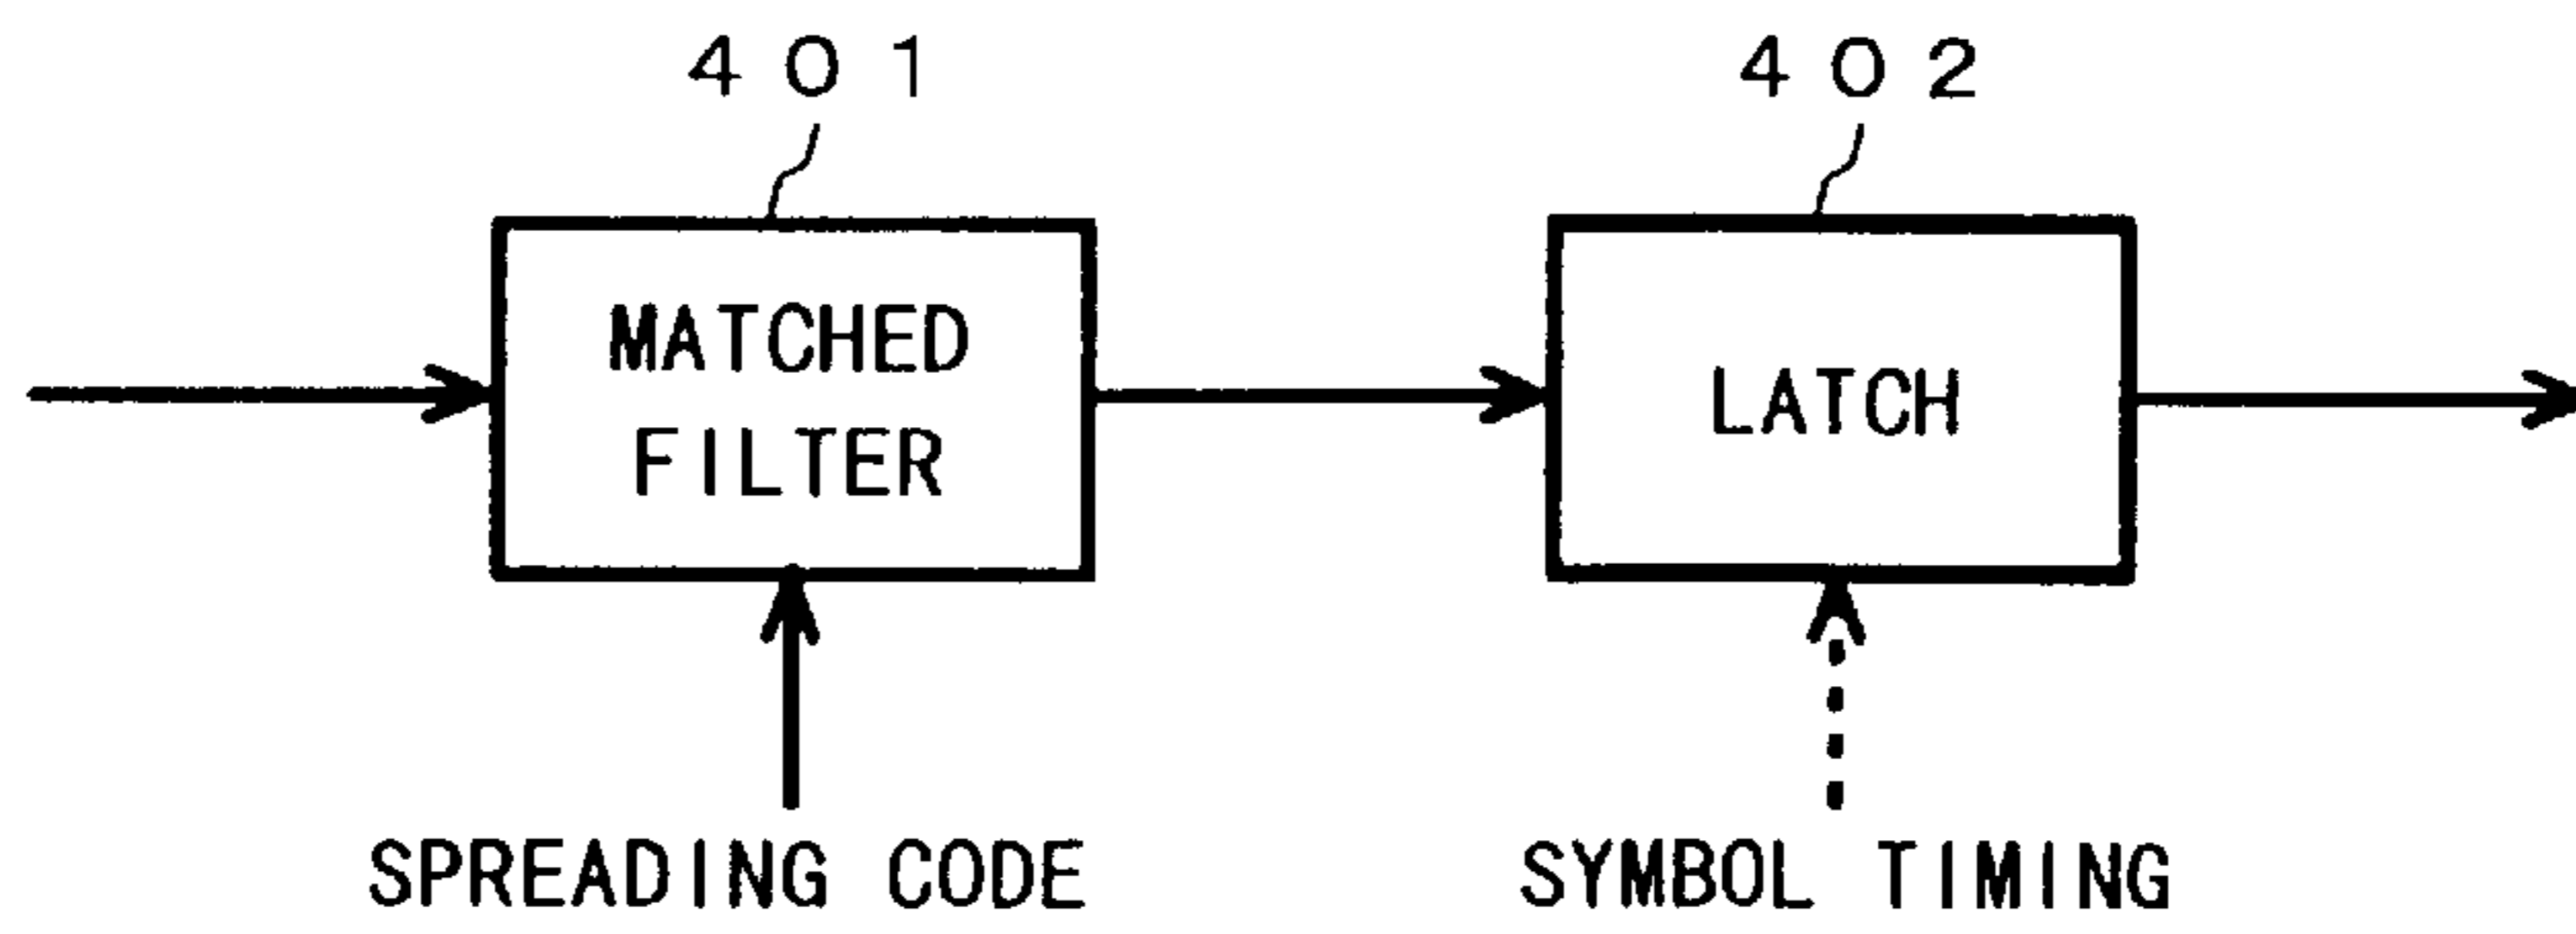 401
402
MATCHED
FILTER
LATCH
SPREADING CODE
SYMBOL TIMING